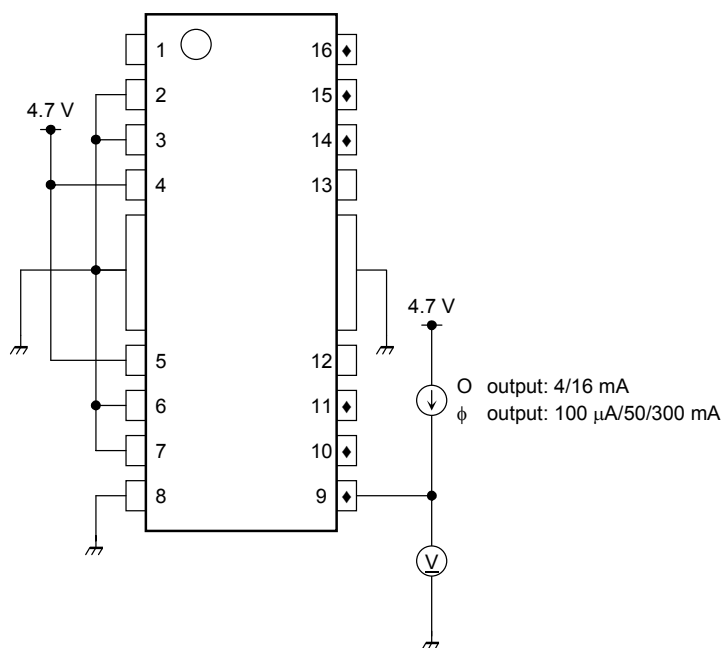 1 16 ♦
2 15 ♦
4.7 V
3 14 ♦
4 13
4.7 V
5 12
O output: 4/16 mA
6 11 ♦
ϕ output: 100 μA/50/300 mA
7 10 ♦
8 9 ♦
V